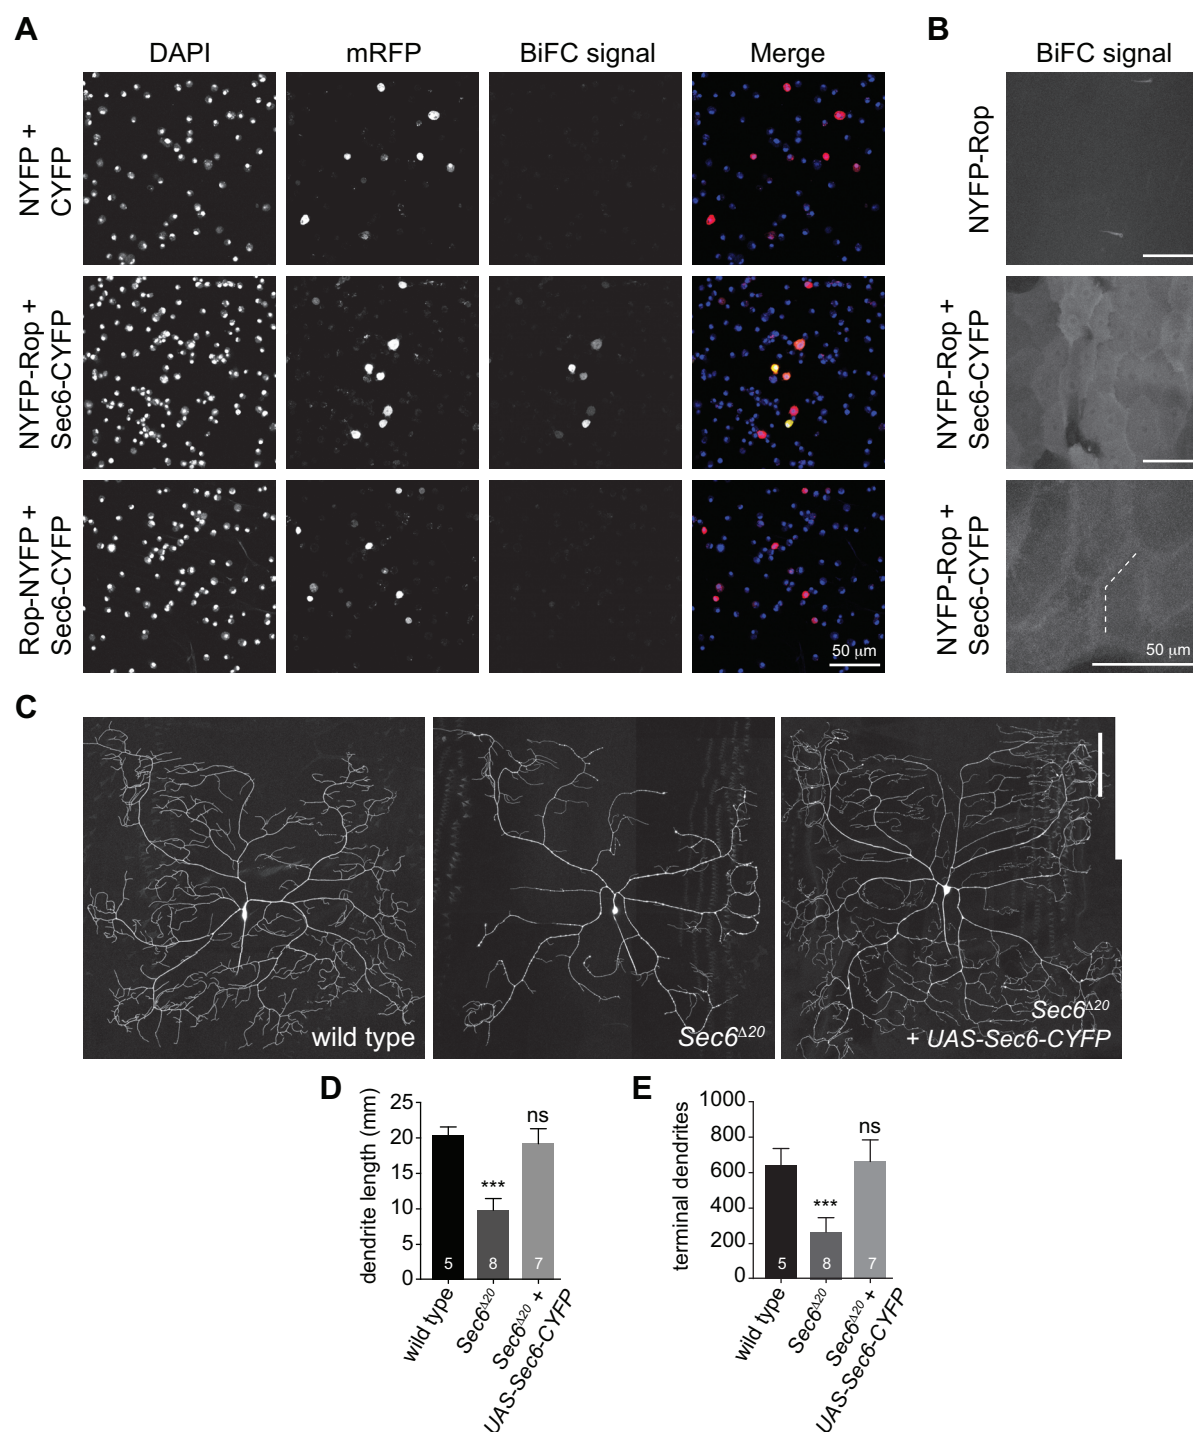 A
B
DAPI
mRFP
BiFC signal
Merge
BiFC signal
NYFP +
CYFP
NYFP-Rop
NYFP-Rop +
Sec6-CYFP
NYFP-Rop +
Sec6-CYFP
Rop-NYFP +
Sec6-CYFP
50 µm
NYFP-Rop +
Sec6-CYFP
50 µm
C
wild type
Sec6Δ20
Sec6Δ20
+ UAS-Sec6-CYFP
D
dendrite length (mm)
25
20
15
10
5
0
***
ns
5
8
7
wild type
Sec6Δ20
Sec6Δ20 +
UAS-Sec6-CYFP
E
terminal dendrites
1000
800
600
400
200
0
***
ns
5
8
7
wild type
Sec6Δ20
Sec6Δ20 +
UAS-Sec6-CYFP